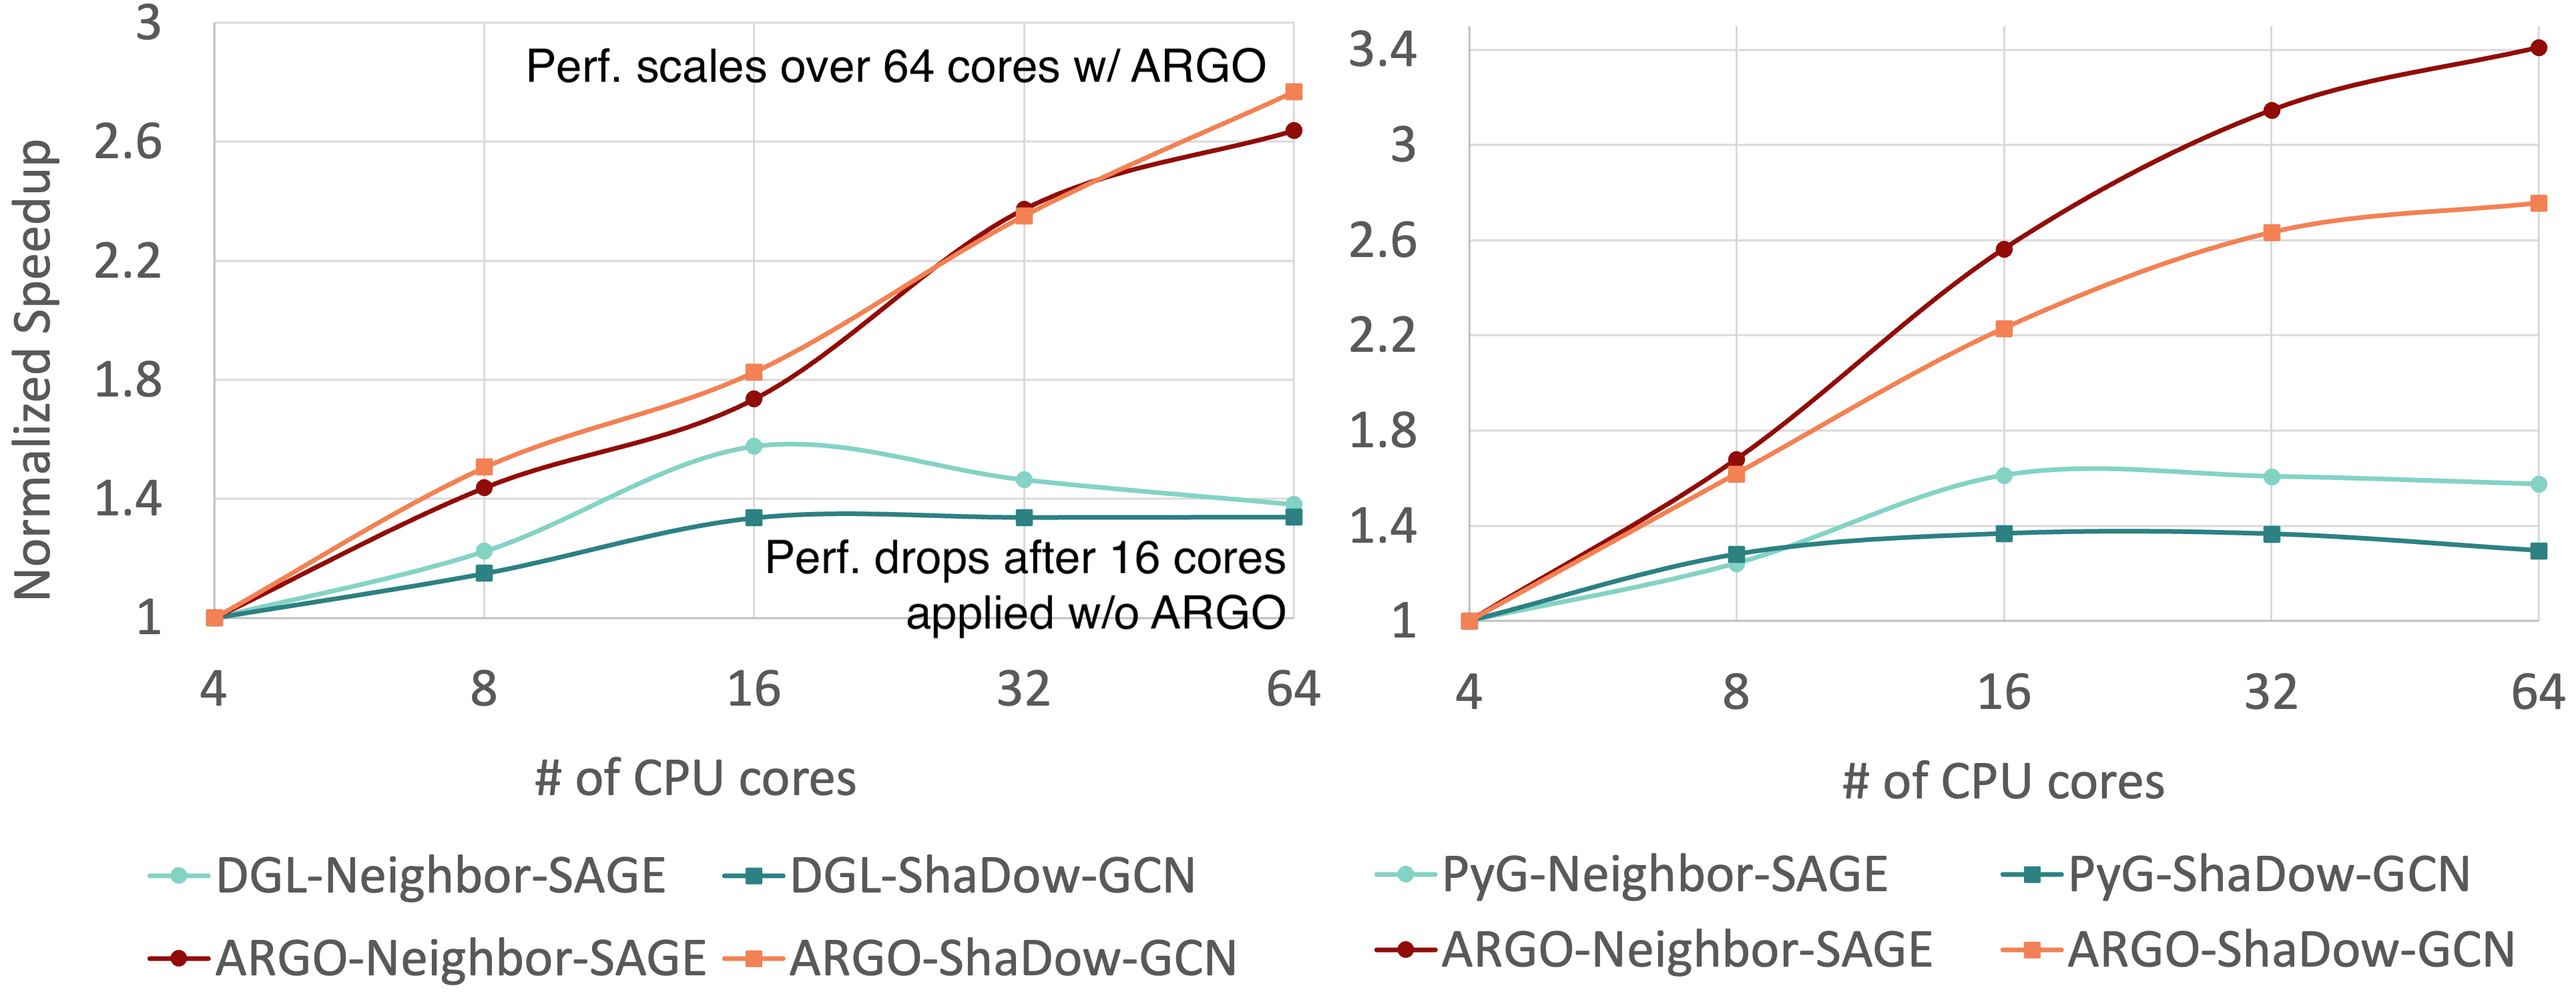 Normalized Speedup
3
2.6
2.2
1.8
1.4
1
Perf. scales over 64 cores w/ ARGO
Perf. drops after 16 cores
applied w/o ARGO
4 8 16 32 64
# of CPU cores
DGL-Neighbor-SAGE DGL-ShaDow-GCN
ARGO-Neighbor-SAGE ARGO-ShaDow-GCN
3.4
3
2.6
2.2
1.8
1.4
1
4 8 16 32 64
# of CPU cores
PyG-Neighbor-SAGE PyG-ShaDow-GCN
ARGO-Neighbor-SAGE ARGO-ShaDow-GCN